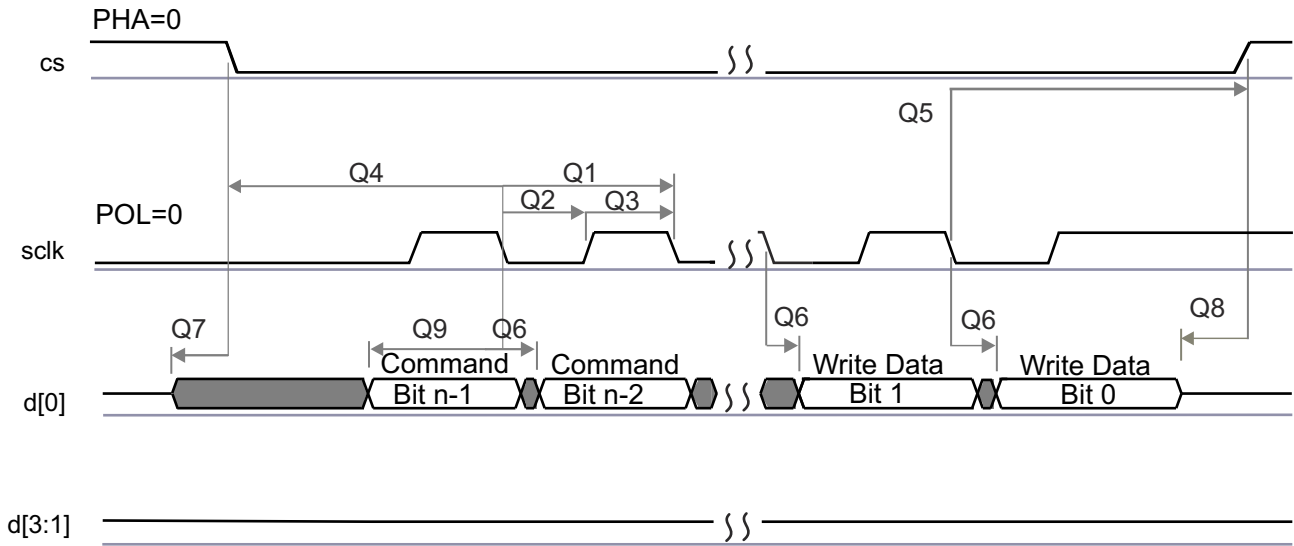 PHA=0
cs
Q5
Q4 Q1
Q2 Q3
POL=0
sclk
Q7 Q9 Q6 Q6 Q6 Q8
Command Command Write Data Write Data
d[0] Bit n-1 Bit n-2 Bit 1 Bit 0
d[3:1]